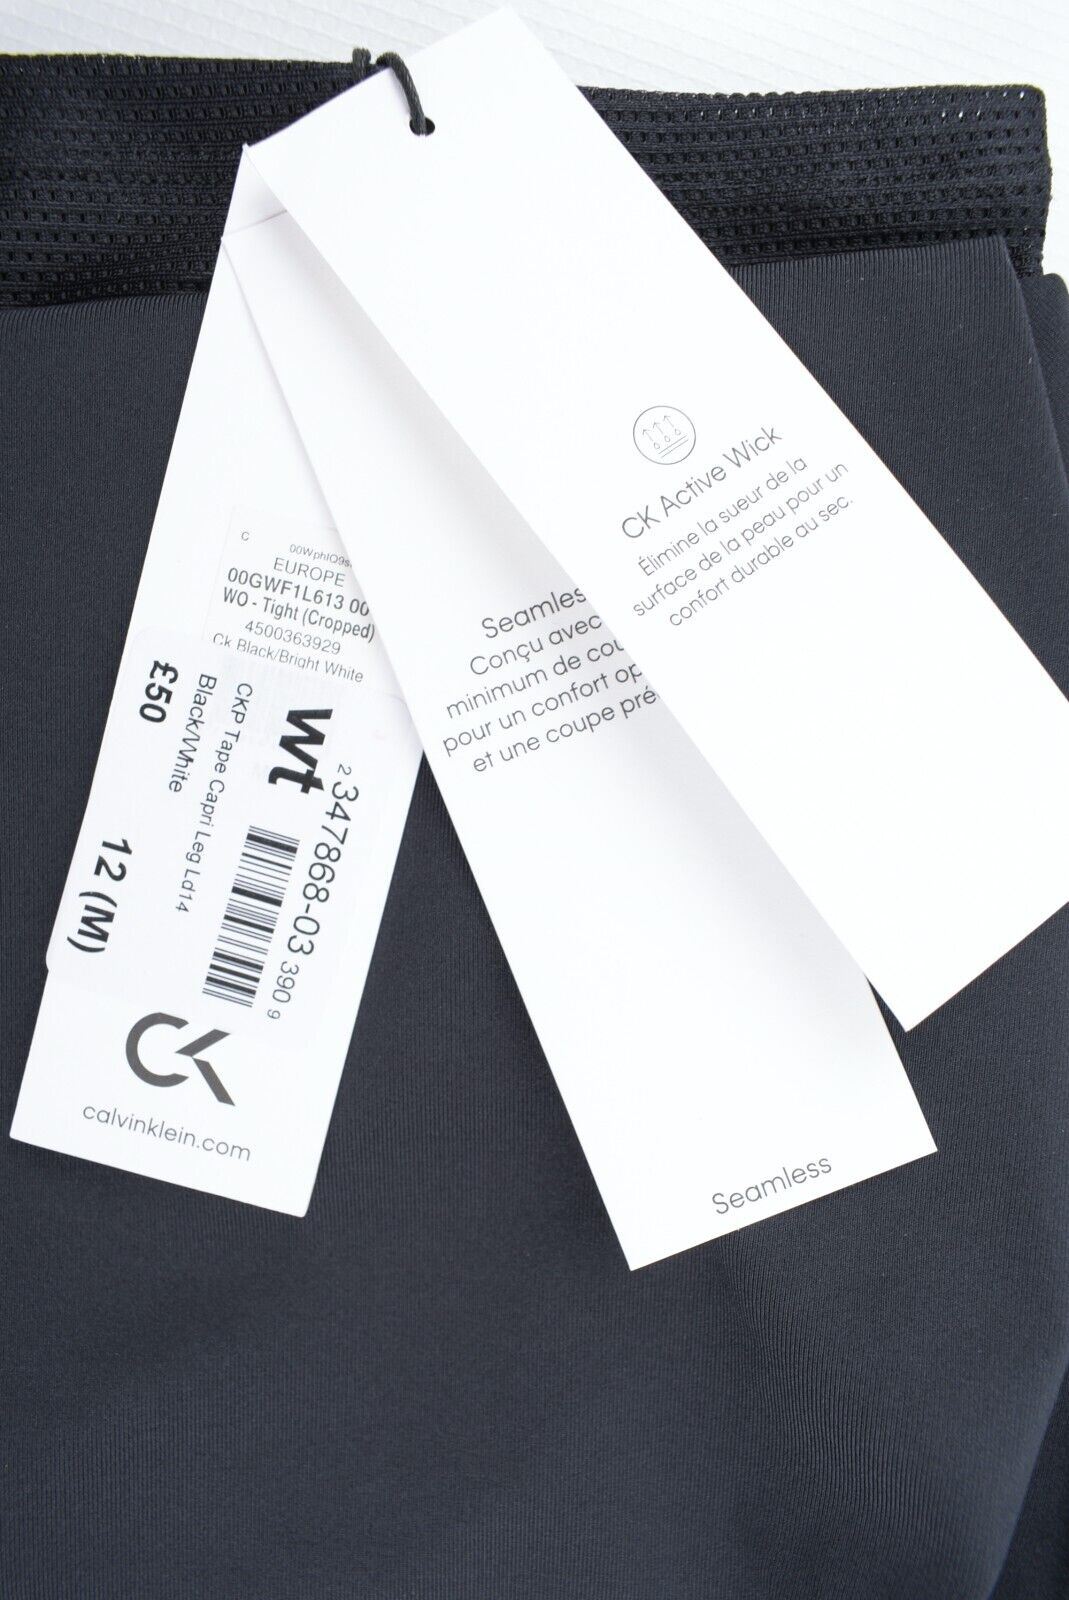 CK Active Wick
Élimine la sueur de la
surface de la peau pour un
confort durable au sec.
Seamless
Conçu avec
minimum de
pour un confort
et une coupe
Seamless
C
EUROPE
00GWF1L613 00
WO - Tight (Cropped)
4500363929
Ck Black/Bright White
£50
CKP Tape Capri Leg Ld14
Black/White
12 (M)
wt
2 347868-03 390 9
CK
calvinklein.com